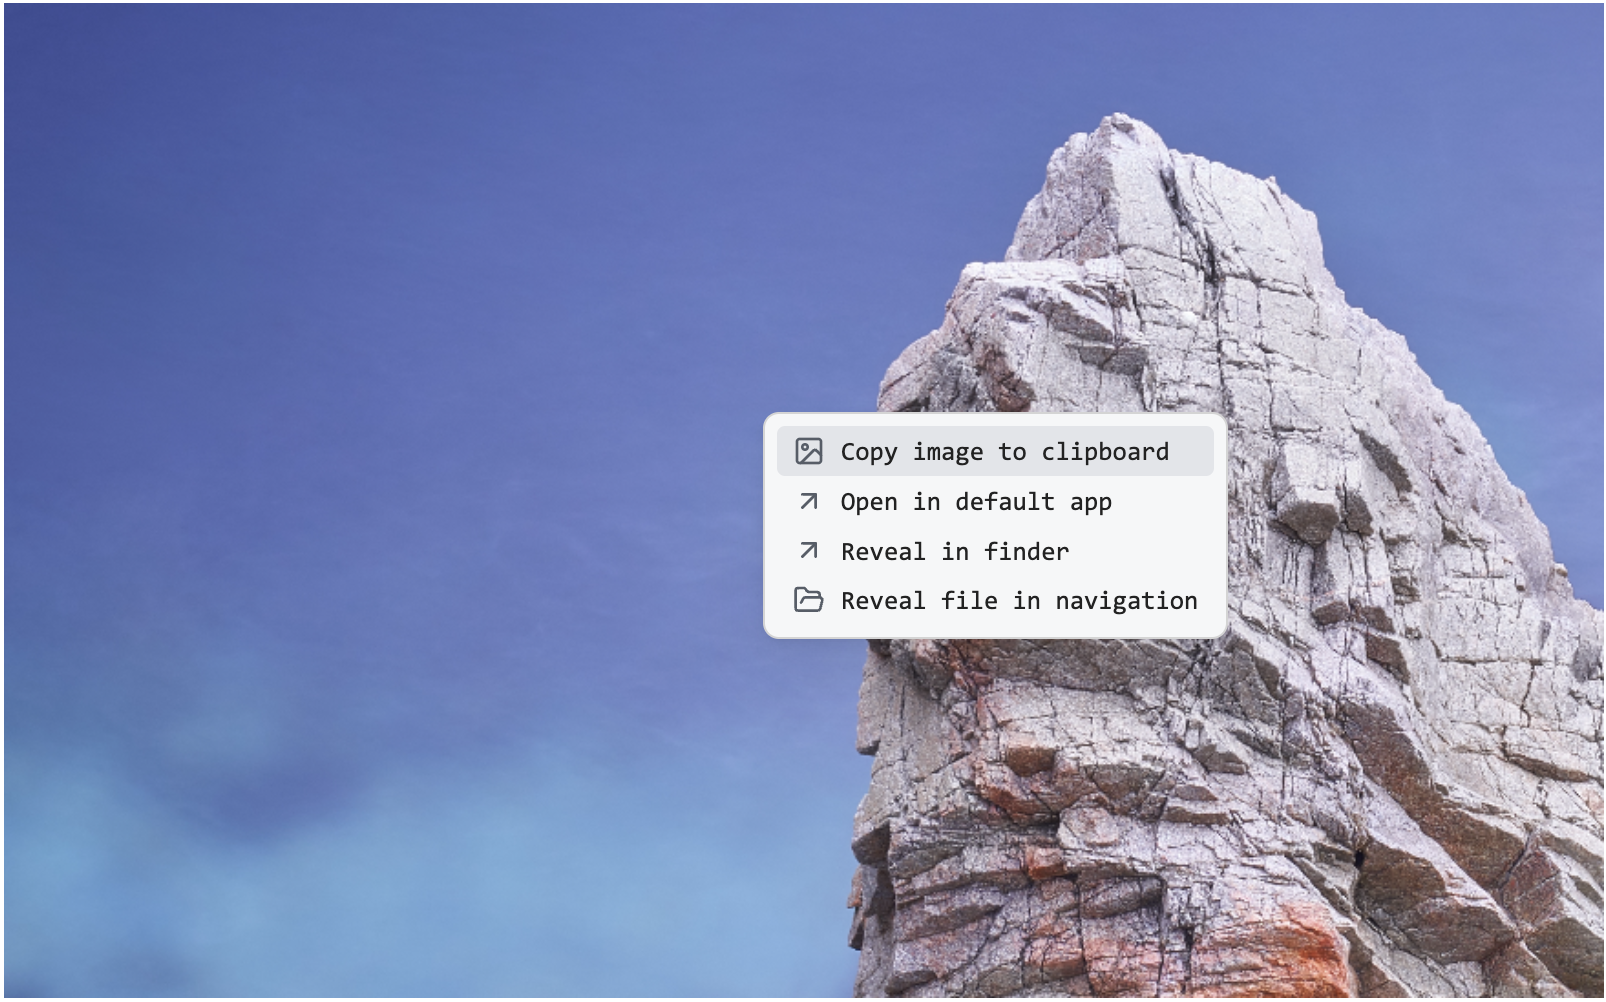 Copy image to clipboard
Open in default app
Reveal in finder
Reveal file in navigation